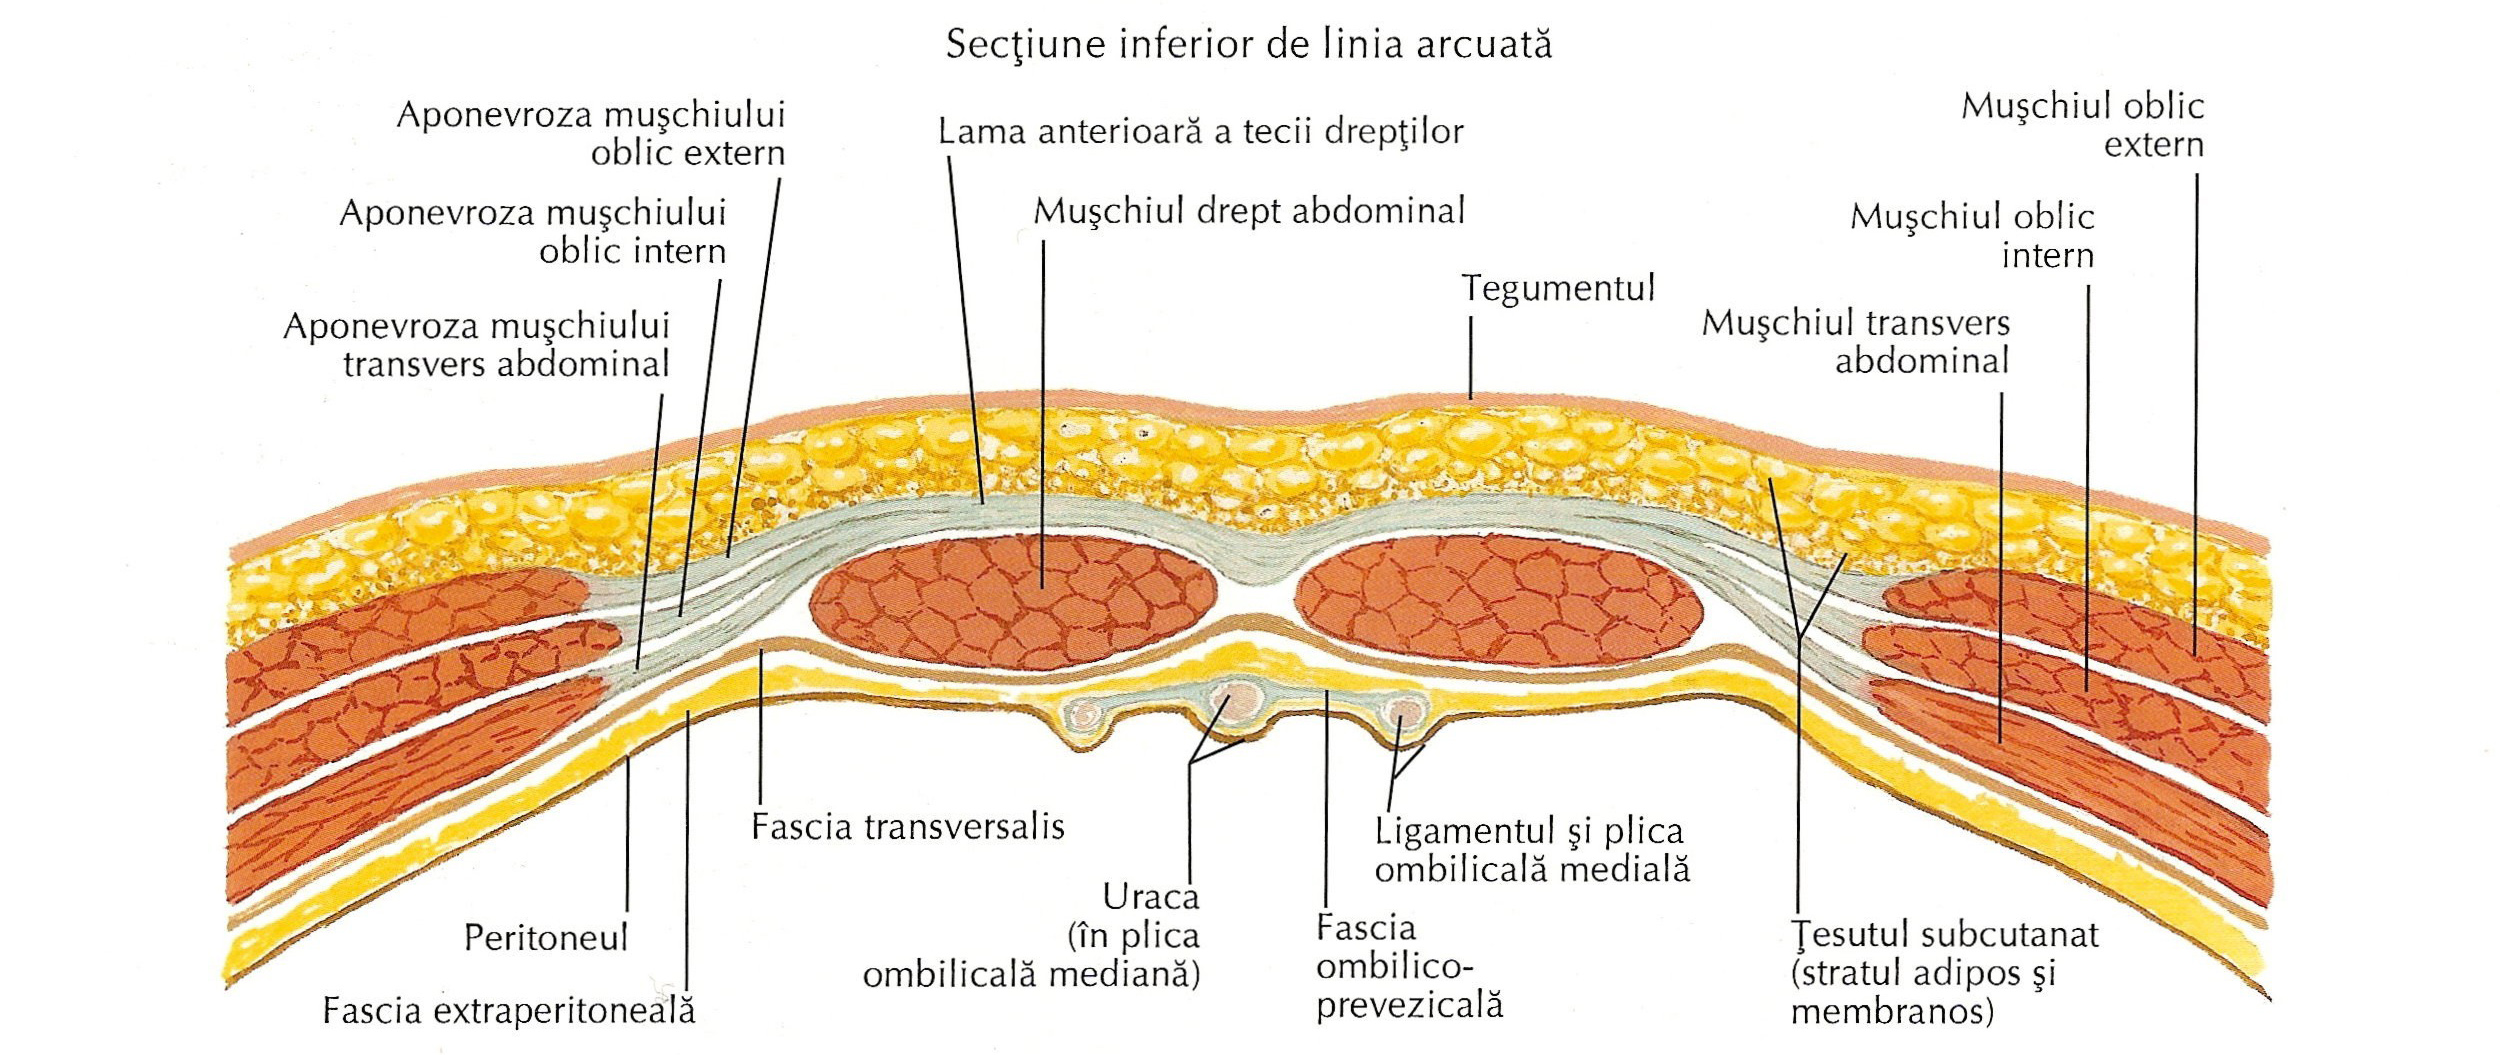 Secţiune inferior de linia arcuată
Aponevroza muşchiului
oblic extern
Aponevroza muşchiului
oblic intern
Aponevroza muşchiului
transvers abdominal
Lama anterioară a tecii drepţilor
Muşchiul drept abdominal
Tegumentul
Muşchiul oblic
extern
Muşchiul oblic
intern
Muşchiul transvers
abdominal
Peritoneul
Fascia extraperitoneală
Fascia transversalis
Uraca
(în plica
ombilicală mediană)
Fascia
ombilico-
prevezicală
Ligamentul şi plica
ombilicală medială
Ţesutul subcutanat
(stratul adipos şi
membranos)